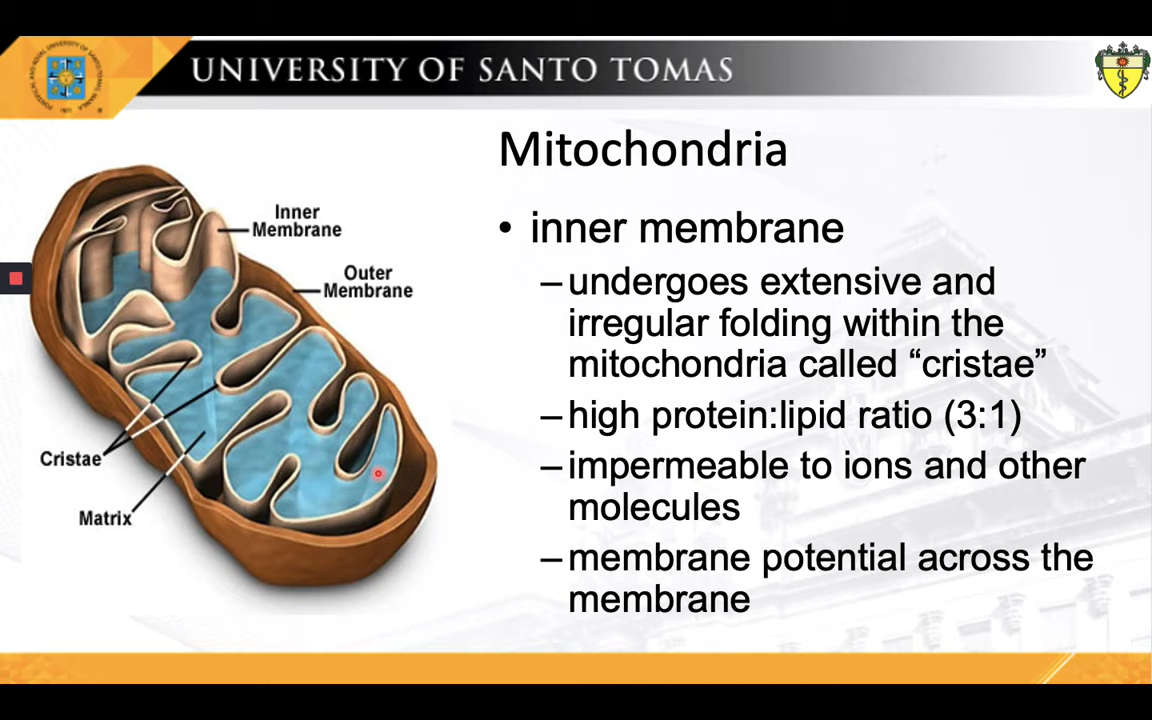 UNIVERSITY OF SANTO TOMAS
Mitochondria
• inner membrane
–undergoes extensive and
irregular folding within the
mitochondria called “cristae”
–high protein:lipid ratio (3:1)
–impermeable to ions and other
molecules
–membrane potential across the
membrane
Inner
Membrane
Outer
Membrane
Cristae
Matrix